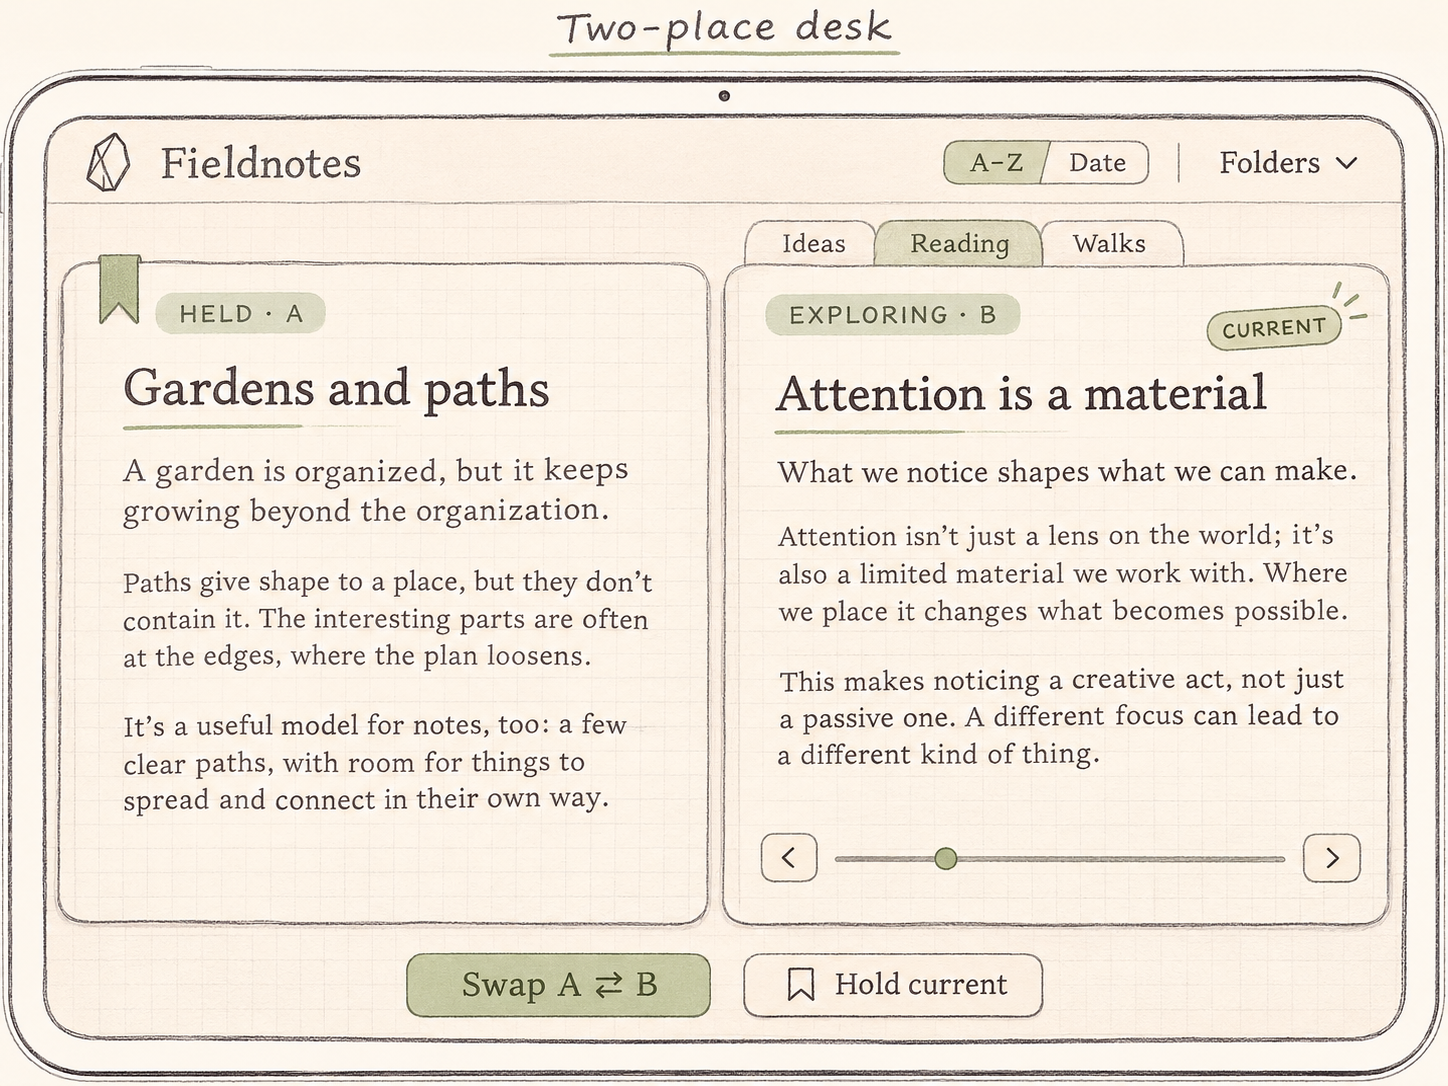 Two-place desk
Fieldnotes
A–Z
Date
Folders
Ideas
Reading
Walks
HELD · A
Gardens and paths
A garden is organized, but it keeps
growing beyond the organization.
Paths give shape to a place, but they don’t
contain it. The interesting parts are often
at the edges, where the plan loosens.
It’s a useful model for notes, too: a few
clear paths, with room for things to
spread and connect in their own way.
EXPLORING · B
CURRENT
Attention is a material
What we notice shapes what we can make.
Attention isn’t just a lens on the world; it’s
also a limited material we work with. Where
we place it changes what becomes possible.
This makes noticing a creative act, not just
a passive one. A different focus can lead to
a different kind of thing.
Swap A ⇄ B
Hold current